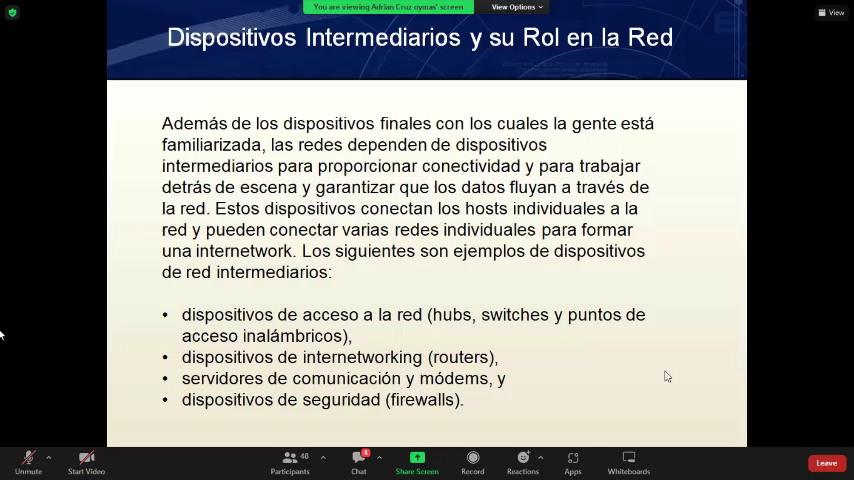 You are viewing Adrian Cruz oymas' screen
View Options
View
Dispositivos Intermediarios y su Rol en la Red
Además de los dispositivos finales con los cuales la gente está
familiarizada, las redes dependen de dispositivos
intermediarios para proporcionar conectividad y para trabajar
detrás de escena y garantizar que los datos fluyan a través de
la red. Estos dispositivos conectan los hosts individuales a la
red y pueden conectar varias redes individuales para formar
una internetwork. Los siguientes son ejemplos de dispositivos
de red intermediarios:
• dispositivos de acceso a la red (hubs, switches y puntos de
acceso inalámbricos),
• dispositivos de internetworking (routers),
• servidores de comunicación y módems, y
• dispositivos de seguridad (firewalls).
48
4
Unmute
Start Video
Participants
Chat
Share Screen
Record
Reactions
Apps
Whiteboards
Leave